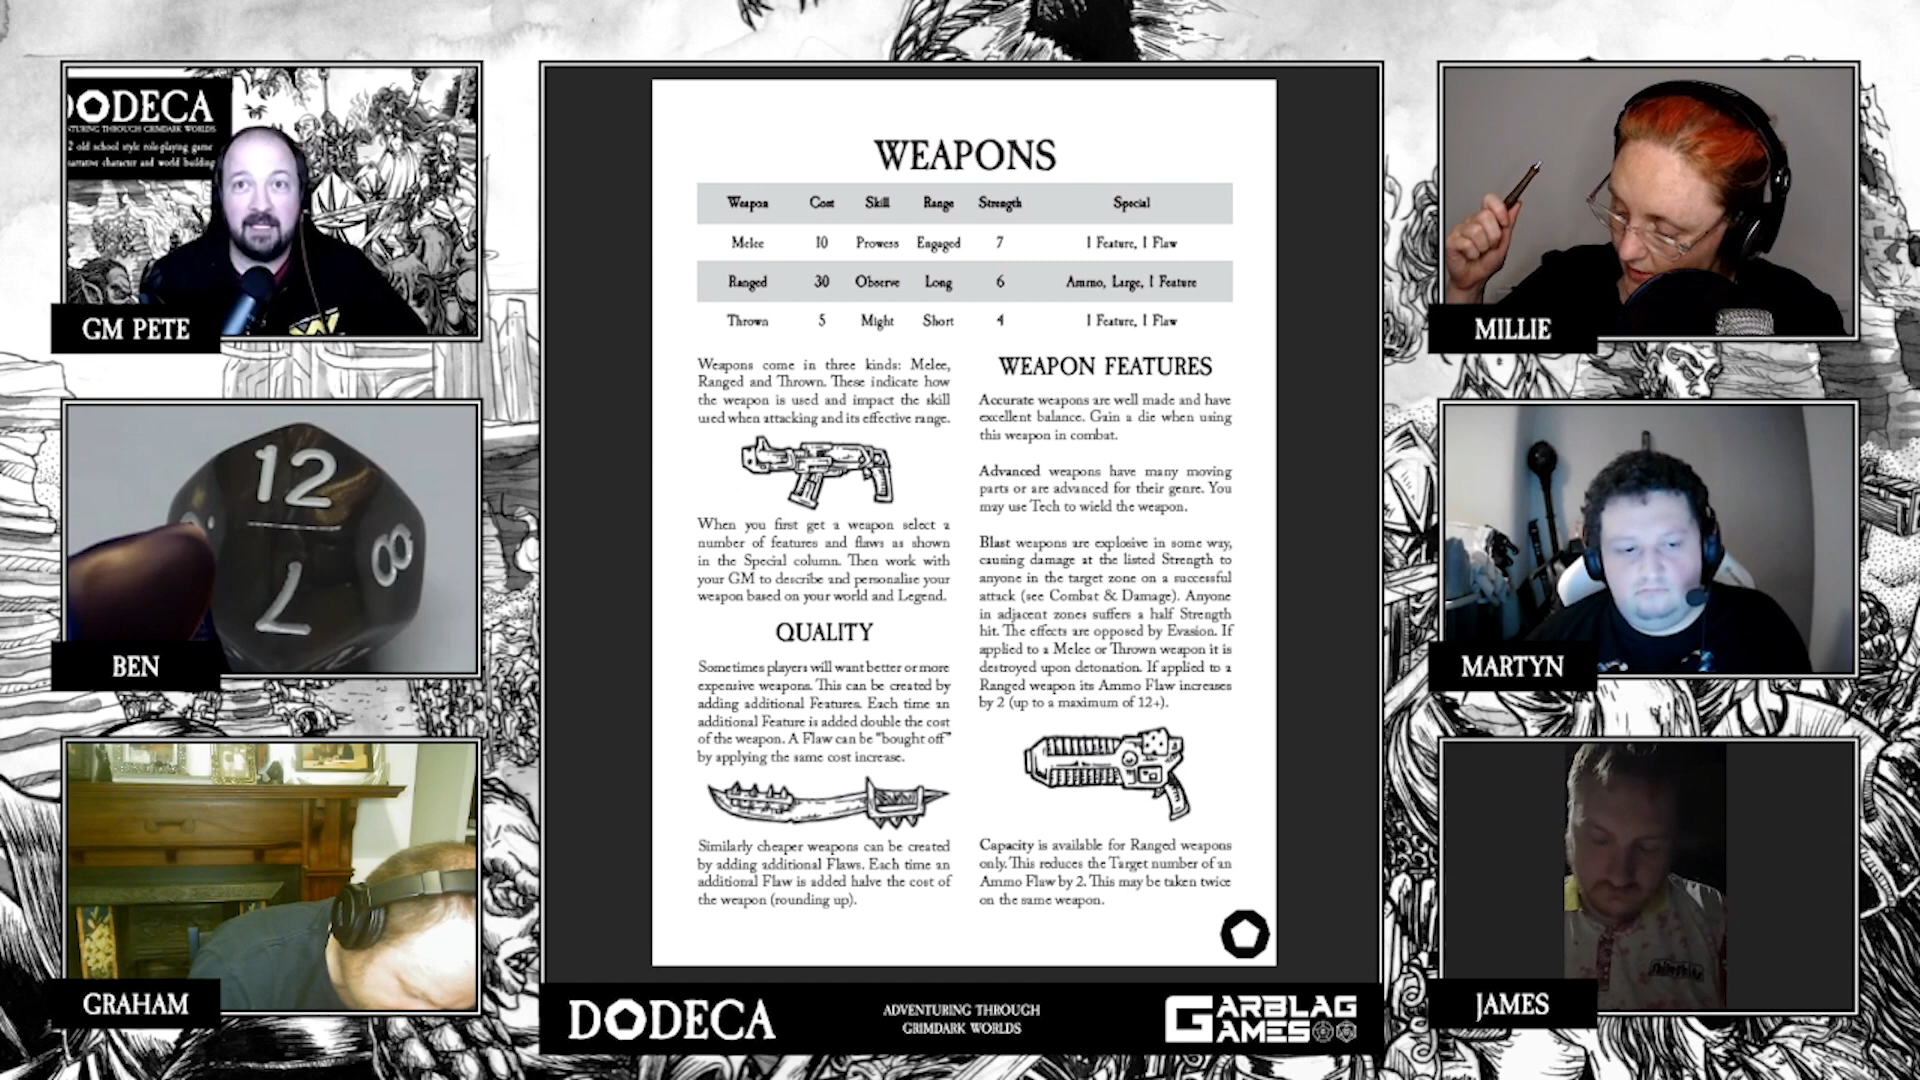 DODECA
VENTURING THROUGH GRIMDARK WORLDS
2 old school style role-playing game
narrative character and world building
GM PETE
12
7
8
BEN
GRAHAM
WEAPONS
Weapon Cost Skill Range Strength Special
Melee 10 Prowess Engaged 7 1 Feature, 1 Flaw
Ranged 30 Observe Long 6 Ammo, Large, 1 Feature
Thrown 5 Might Short 4 1 Feature, 1 Flaw
Weapons come in three kinds: Melee,
Ranged and Thrown. These indicate how
the weapon is used and impact the skill
used when attacking and its effective range.
When you first get a weapon select a
number of features and flaws as shown
in the Special column. Then work with
your GM to describe and personalise your
weapon based on your world and Legend.
QUALITY
Sometimes players will want better or more
expensive weapons. This can be created by
adding additional Features. Each time an
additional Feature is added double the cost
of the weapon. A Flaw can be "bought off"
by applying the same cost increase.
Similarly cheaper weapons can be created
by adding additional Flaws. Each time an
additional Flaw is added halve the cost of
the weapon (rounding up).
WEAPON FEATURES
Accurate weapons are well made and have
excellent balance. Gain a die when using
this weapon in combat.
Advanced weapons have many moving
parts or are advanced for their genre. You
may use Tech to wield the weapon.
Blast weapons are explosive in some way,
causing damage at the listed Strength to
anyone in the target zone on a successful
attack (see Combat & Damage). Anyone
in adjacent zones suffers a half Strength
hit. The effects are opposed by Evasion. If
applied to a Melee or Thrown weapon it is
destroyed upon detonation. If applied to a
Ranged weapon its Ammo Flaw increases
by 2 (up to a maximum of 12+).
Capacity is available for Ranged weapons
only. This reduces the Target number of an
Ammo Flaw by 2. This may be taken twice
on the same weapon.
DODECA
ADVENTURING THROUGH
GRIMDARK WORLDS
GARBLAG
GAMES
MILLIE
MARTYN
JAMES